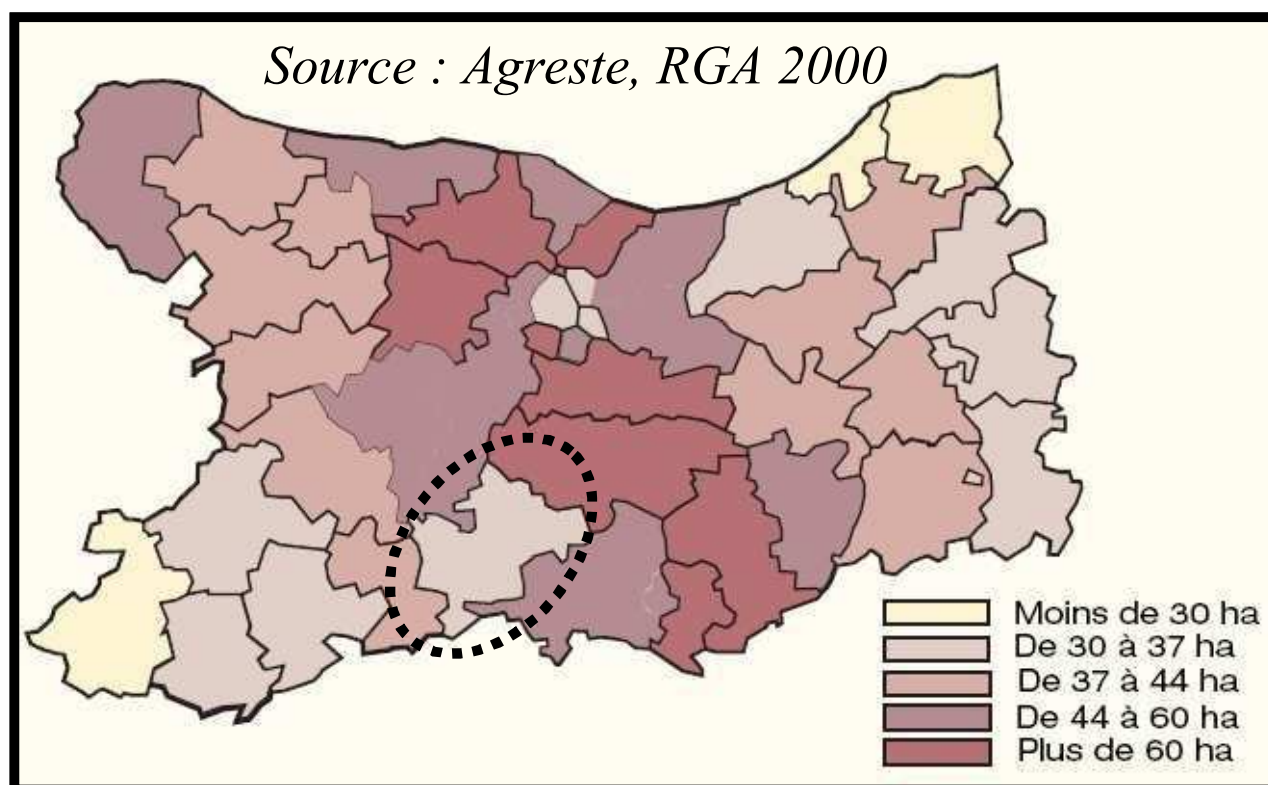 Source : Agreste, RGA 2000
Moins de 30 ha
De 30 à 37 ha
De 37 à 44 ha
De 44 à 60 ha
Plus de 60 ha